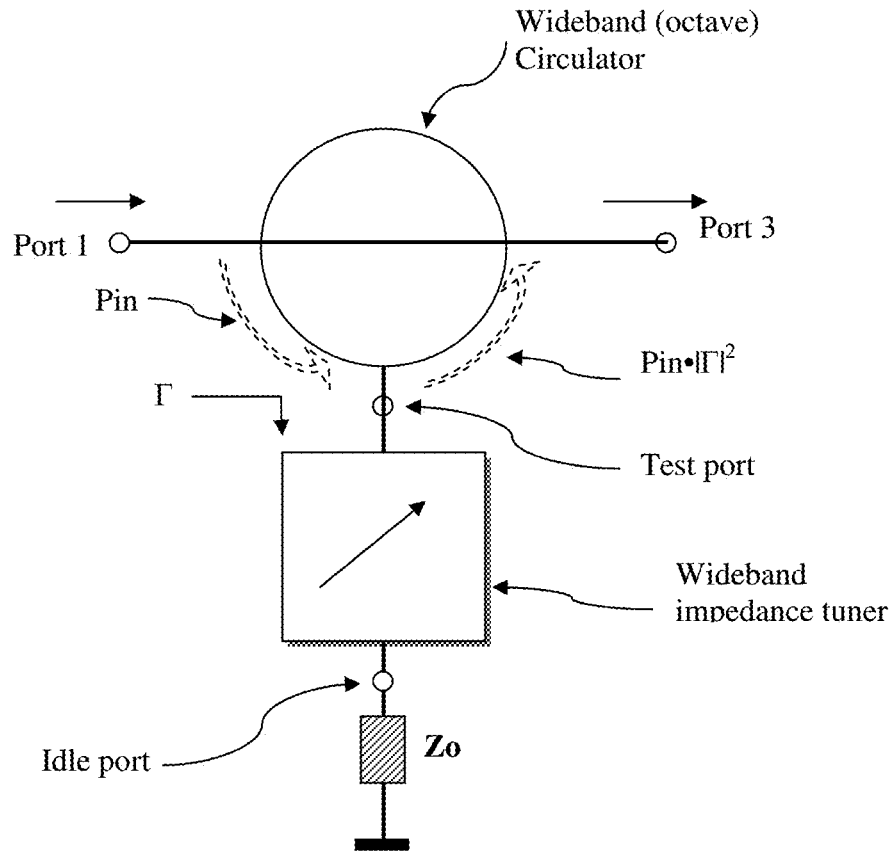 Wideband (octave)
Circulator
Port 1
Port 3
Pin
Pin•|Γ|²
Γ
Test port
Wideband
impedance tuner
Idle port
Zo